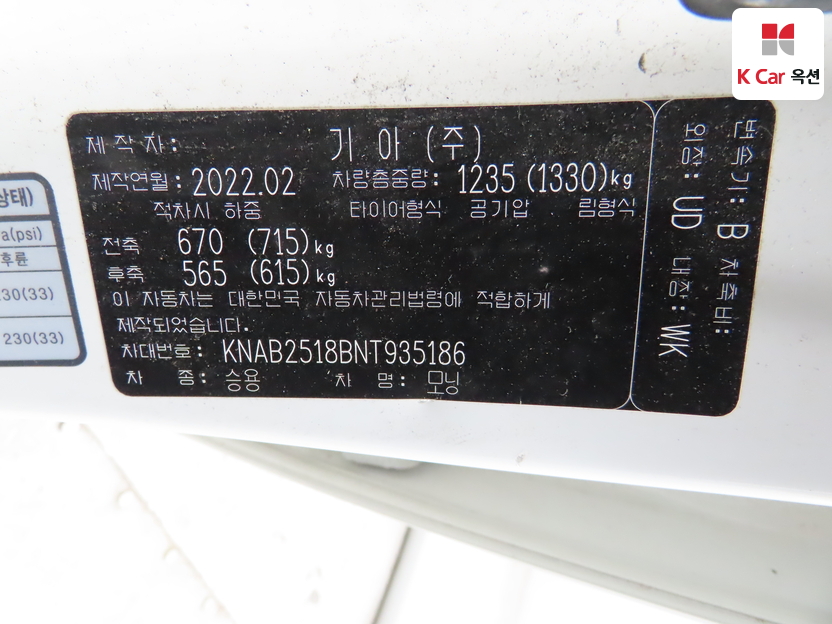 K Car 옥션
제 작 자 : 기 아 (주)
제작연월 : 2022.02 차량총중량 : 1235 (1330)kg
적차시 하중 타이어형식 공기압 림형식
전축 670 (715)kg
후축 565 (615)kg
이 자동차는 대한민국 자동차관리법령에 적합하게
제작되었습니다.
차대번호 : KNAB2518BNT935186
차 종 : 승용 차 명 : 모닝
변속기 : B 차축비 :
외장 : UD 내장 : WK
상태)
a(psi)
후륜
230(33)
230(33)